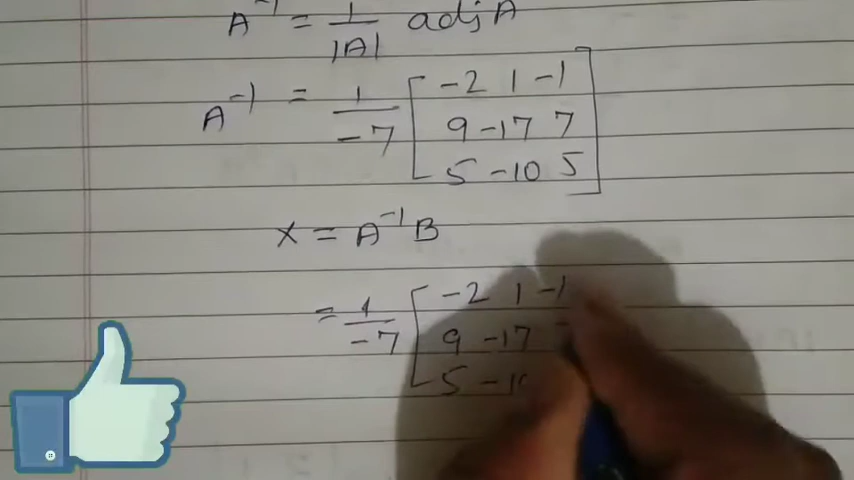 A^-1 = 1/|A| adj A
A^-1 = 1/-7 [ -2 1 -1
9 -17 7
5 -10 5 ]
X = A^-1 B
= 1/-7 [ -2 1 -1
9 -17
5